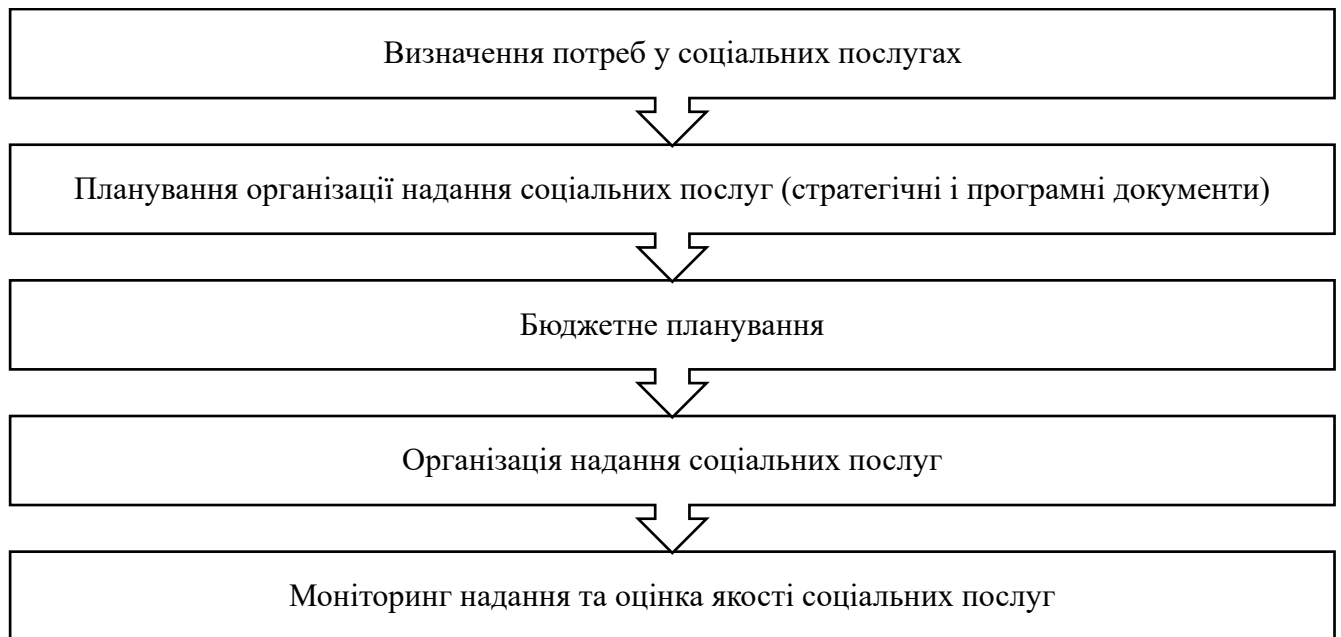 Визначення потреб у соціальних послугах
Планування організації надання соціальних послуг (стратегічні і програмні документи)
Бюджетне планування
Організація надання соціальних послуг
Моніторинг надання та оцінка якості соціальних послуг